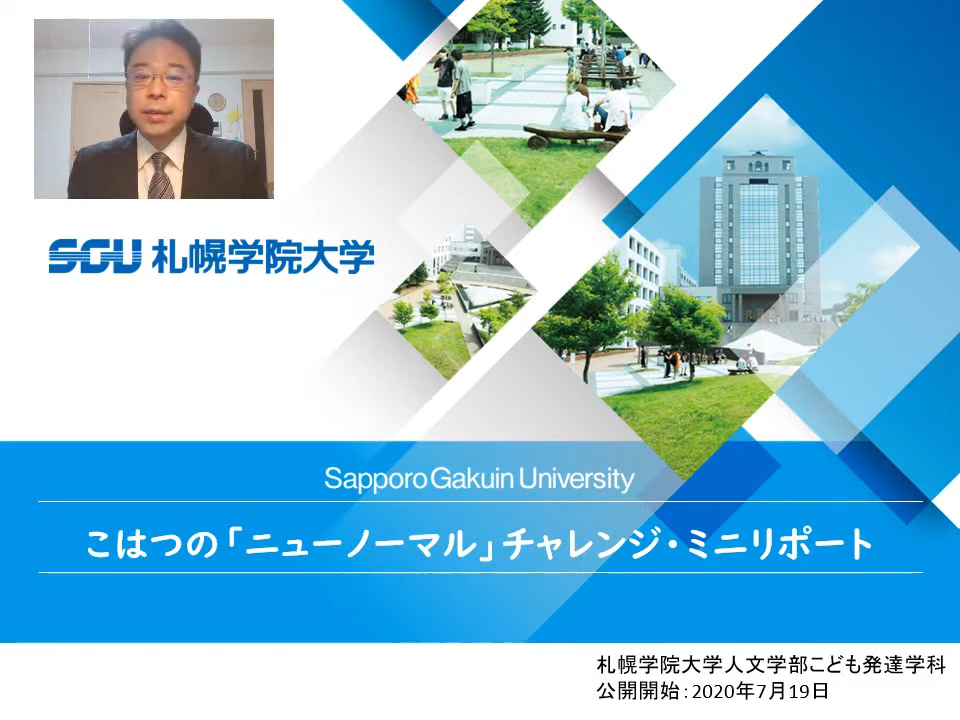 SGU 札幌学院大学
Sapporo Gakuin University
こはつの「ニューノーマル」チャレンジ・ミニリポート
札幌学院大学人文学部こども発達学科
公開開始：2020年7月19日